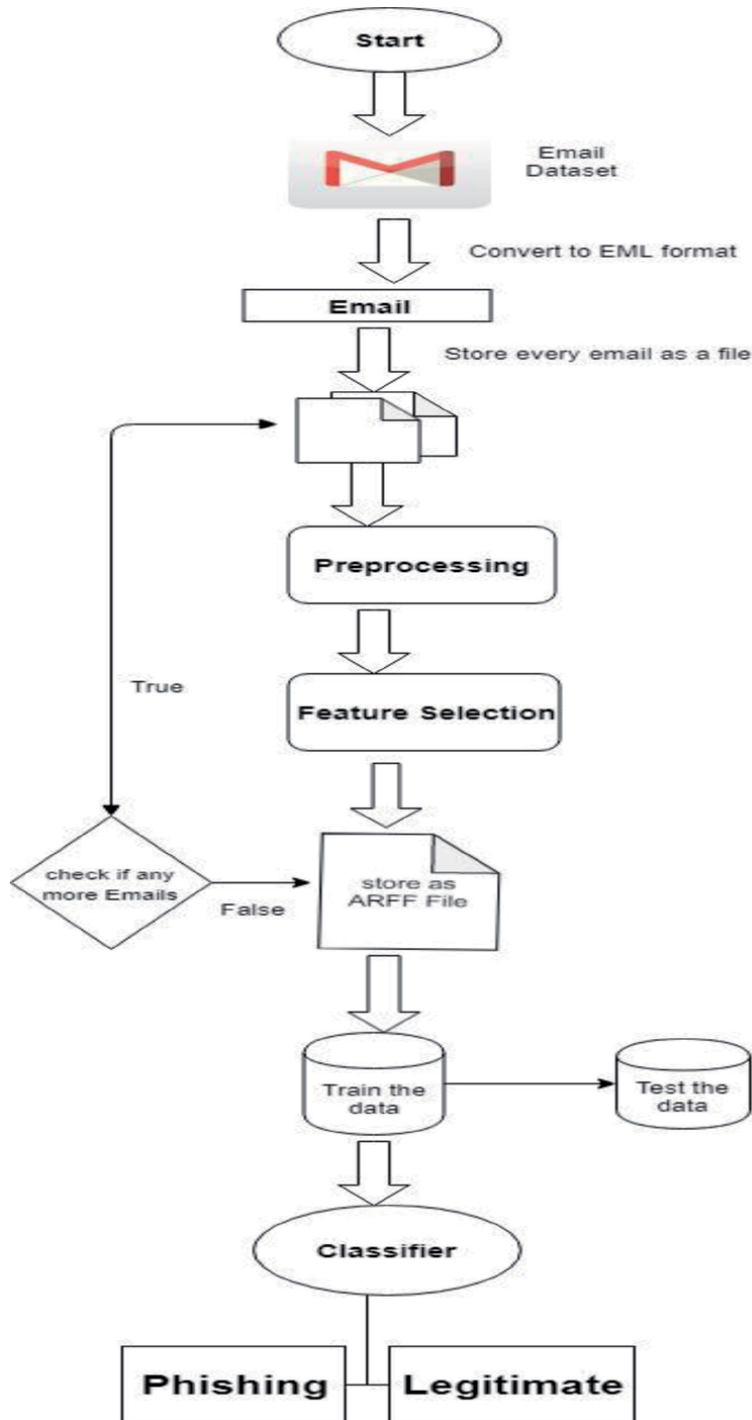 Start
Email
Dataset
Convert to EML format
Email
Store every email as a file
Preprocessing
True
Feature Selection
check if any
more Emails
False
store as
ARFF File
Train the
data
Test the
data
Classifier
Phishing
Legitimate